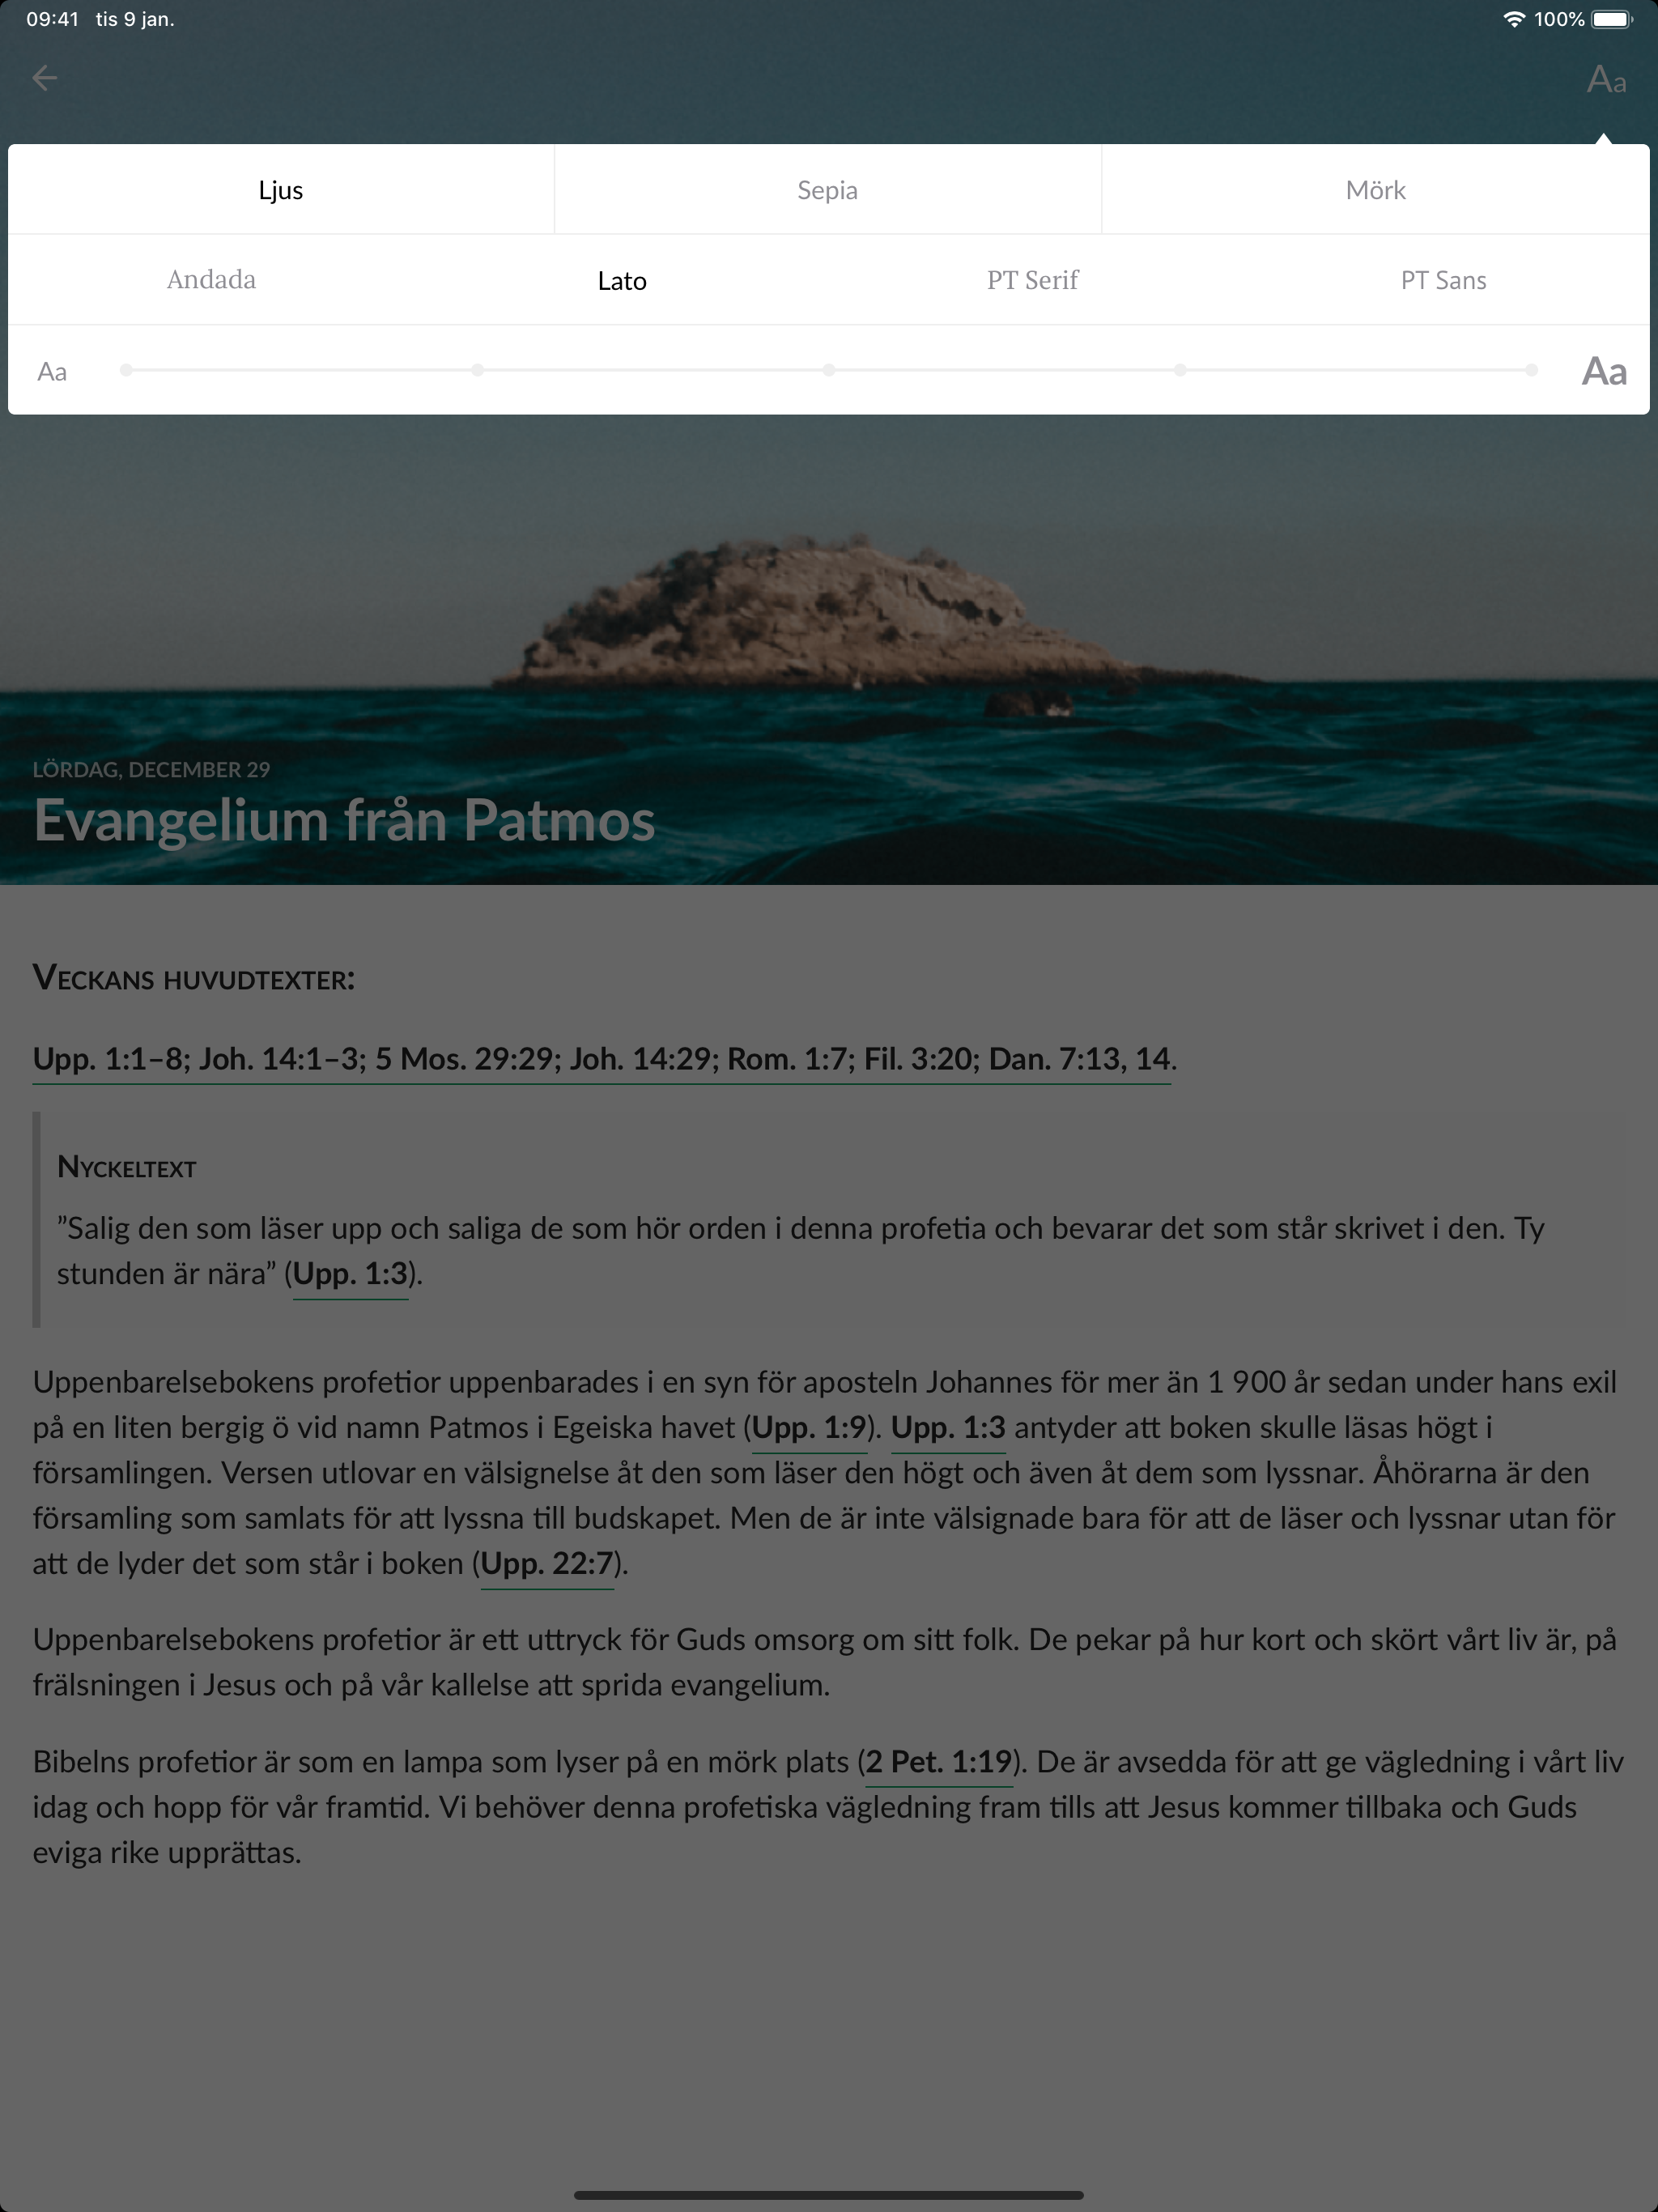 09:41 tis 9 jan. 100%
Aa
Ljus Sepia Mörk
Andada Lato PT Serif PT Sans
Aa Aa
LÖRDAG, DECEMBER 29
Evangelium från Patmos
VECKANS HUVUDTEXTER:
Upp. 1:1–8; Joh. 14:1–3; 5 Mos. 29:29; Joh. 14:29; Rom. 1:7; Fil. 3:20; Dan. 7:13, 14.
NYCKELTEXT
”Salig den som läser upp och saliga de som hör orden i denna profetia och bevarar det som står skrivet i den. Ty
stunden är nära” (Upp. 1:3).
Uppenbarelsebokens profetior uppenbarades i en syn för aposteln Johannes för mer än 1 900 år sedan under hans exil
på en liten bergig ö vid namn Patmos i Egeiska havet (Upp. 1:9). Upp. 1:3 antyder att boken skulle läsas högt i
församlingen. Versen utlovar en välsignelse åt den som läser den högt och även åt dem som lyssnar. Åhörarna är den
församling som samlats för att lyssna till budskapet. Men de är inte välsignade bara för att de läser och lyssnar utan för
att de lyder det som står i boken (Upp. 22:7).
Uppenbarelsebokens profetior är ett uttryck för Guds omsorg om sitt folk. De pekar på hur kort och skört vårt liv är, på
frälsningen i Jesus och på vår kallelse att sprida evangelium.
Bibelns profetior är som en lampa som lyser på en mörk plats (2 Pet. 1:19). De är avsedda för att ge vägledning i vårt liv
idag och hopp för vår framtid. Vi behöver denna profetiska vägledning fram tills att Jesus kommer tillbaka och Guds
eviga rike upprättas.